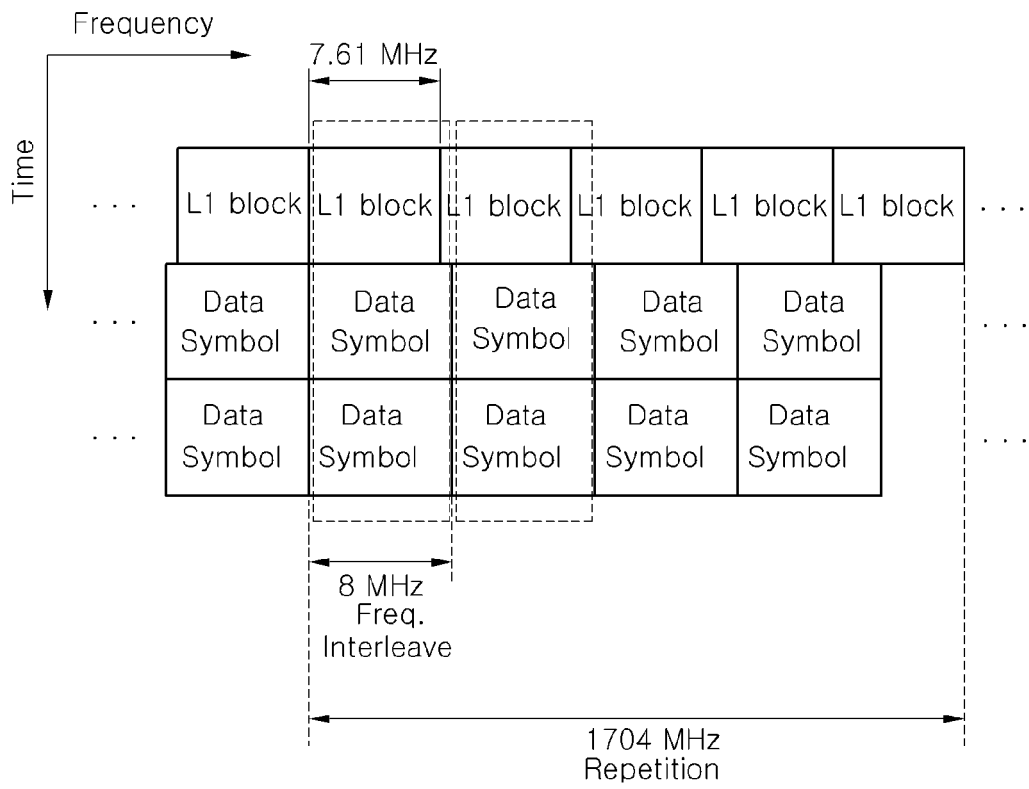 Frequency
7.61 MHz
Time
... L1 block L1 block L1 block L1 block L1 block L1 block ...
Data Data Data Data Data
... Symbol Symbol Symbol Symbol Symbol ...
Data Data Data Data Data
... Symbol Symbol Symbol Symbol Symbol ...
8 MHz
Freq.
Interleave
1704 MHz
Repetition